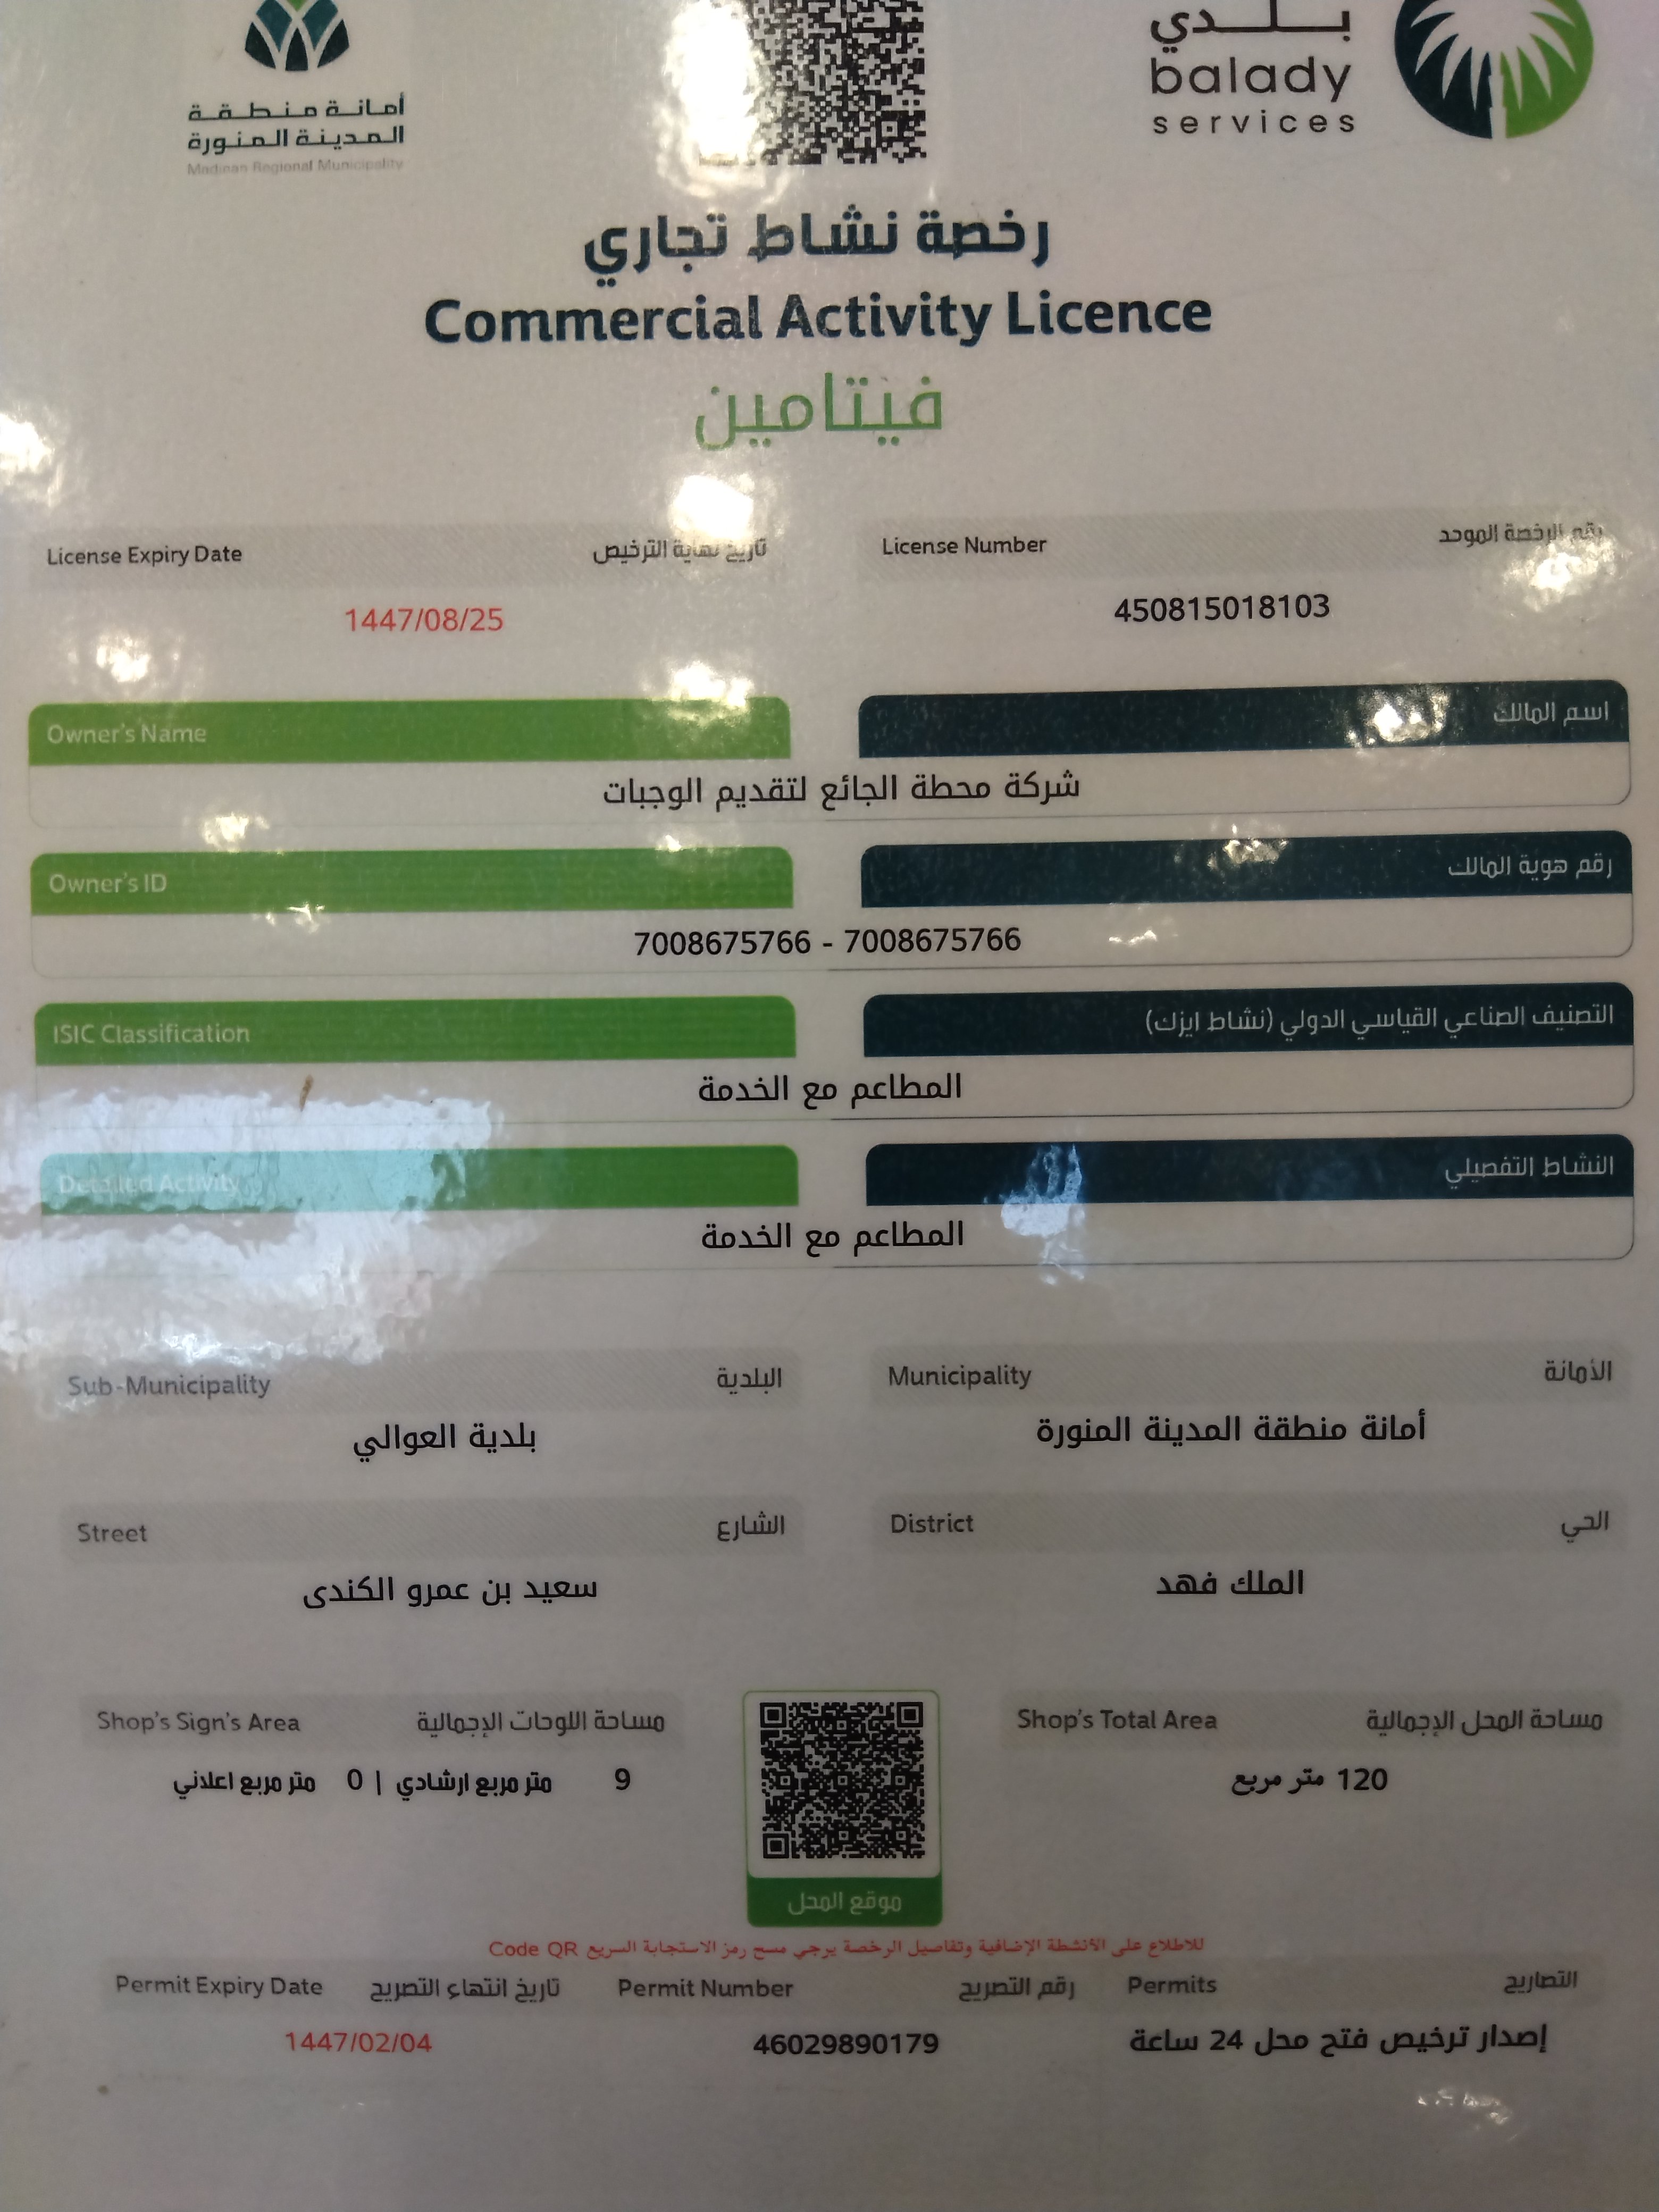 أمانة منطقة
المدينة المنورة
Madinah Regional Municipality
بلدي
balady
services
رخصة نشاط تجاري
Commercial Activity Licence
فيتامين
رقم الرخصة الموحد License Number
450815018103
تاريخ نهاية الترخيص License Expiry Date
1447/08/25
اسم المالك Owner's Name
شركة محطة الجائع لتقديم الوجبات
رقم هوية المالك Owner's ID
7008675766 - 7008675766
التصنيف الصناعي القياسي الدولي (نشاط ايزك) ISIC Classification
المطاعم مع الخدمة
النشاط التفصيلي Detailed Activity
المطاعم مع الخدمة
الأمانة Municipality
أمانة منطقة المدينة المنورة
البلدية Sub-Municipality
بلدية العوالي
الحي District
الملك فهد
الشارع Street
سعيد بن عمرو الكندى
مساحة المحل الإجمالية Shop's Total Area
120 متر مربع
مساحة اللوحات الإجمالية Shop's Sign's Area
9 متر مربع ارشادي | 0 متر مربع اعلاني
موقع المحل
للاطلاع على الأنشطة الإضافية وتفاصيل الرخصة يرجي مسح رمز الاستجابة السريع Code QR
التصاريح Permits
إصدار ترخيص فتح محل 24 ساعة
رقم التصريح Permit Number
46029890179
تاريخ انتهاء التصريح Permit Expiry Date
1447/02/04